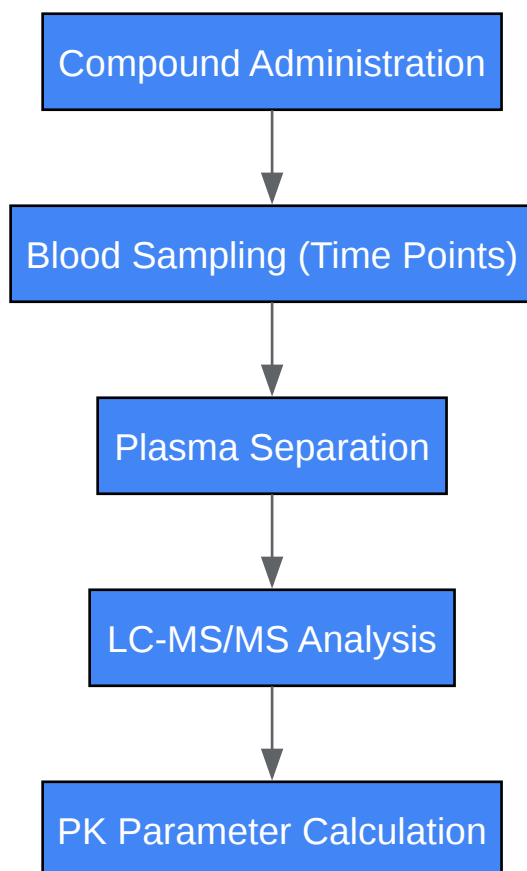 Compound Administration
Blood Sampling (Time Points)
Plasma Separation
LC-MS/MS Analysis
PK Parameter Calculation